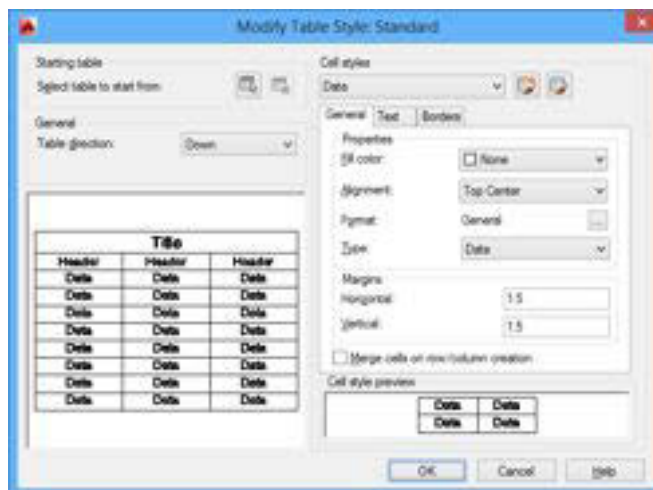 Modify Table Style: Standard
Starting table
Select table to start from:
General
Table direction:
Down
Title
Header Header Header
Data Data Data
Data Data Data
Data Data Data
Data Data Data
Data Data Data
Data Data Data
Data Data Data
Data Data Data
Cell styles
Data
General Text Borders
Properties
Fill color: None
Alignment: Top Center
Format: General ...
Type: Data
Margins
Horizontal: 1.5
Vertical: 1.5
Merge cells on row/column creation
Cell style preview
Data Data
Data Data
OK Cancel Help